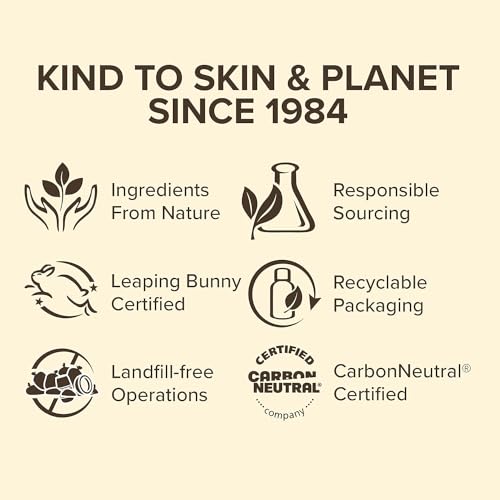 KIND TO SKIN & PLANET
SINCE 1984
Ingredients
From Nature
Responsible
Sourcing
Leaping Bunny
Certified
Recyclable
Packaging
Landfill-free
Operations
CERTIFIED
CARBON
NEUTRAL®
company
CarbonNeutral®
Certified